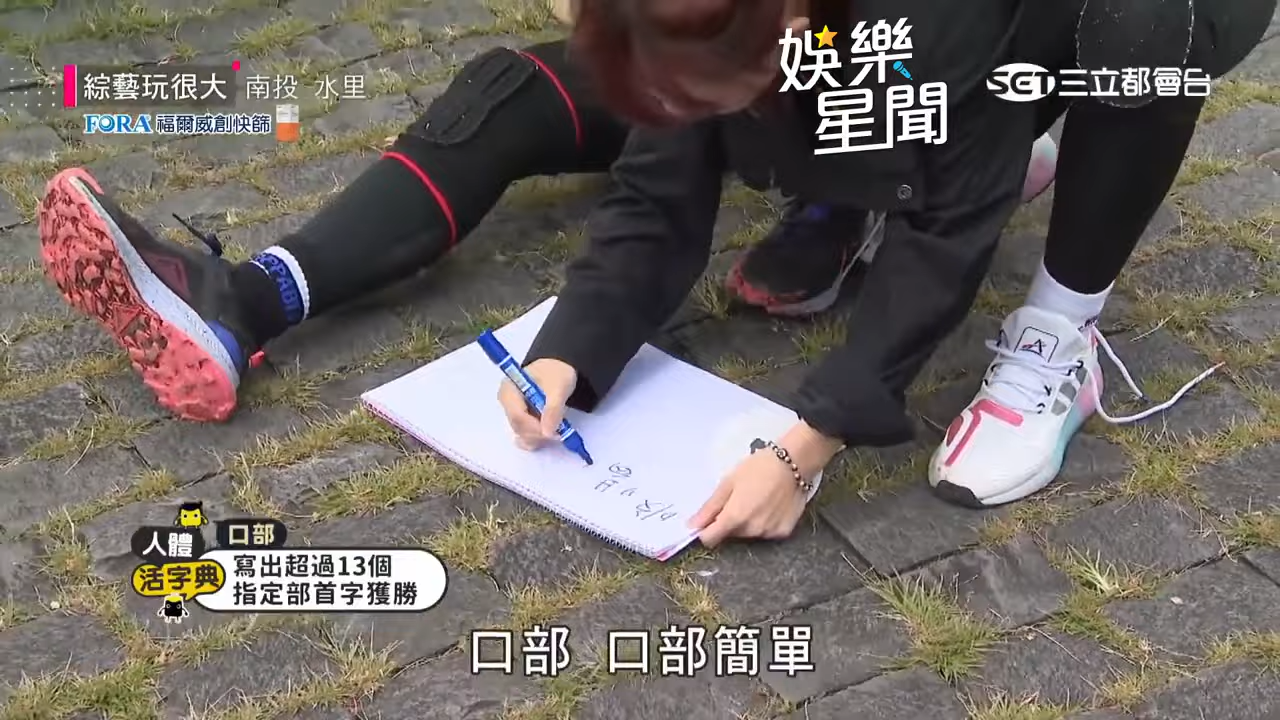 綜藝玩很大 南投 水里
FORA 福爾威創快篩
娛樂星聞
SET 三立都會台
人體活字典
口部
寫出超過13個
指定部首字獲勝
口部 口部簡單